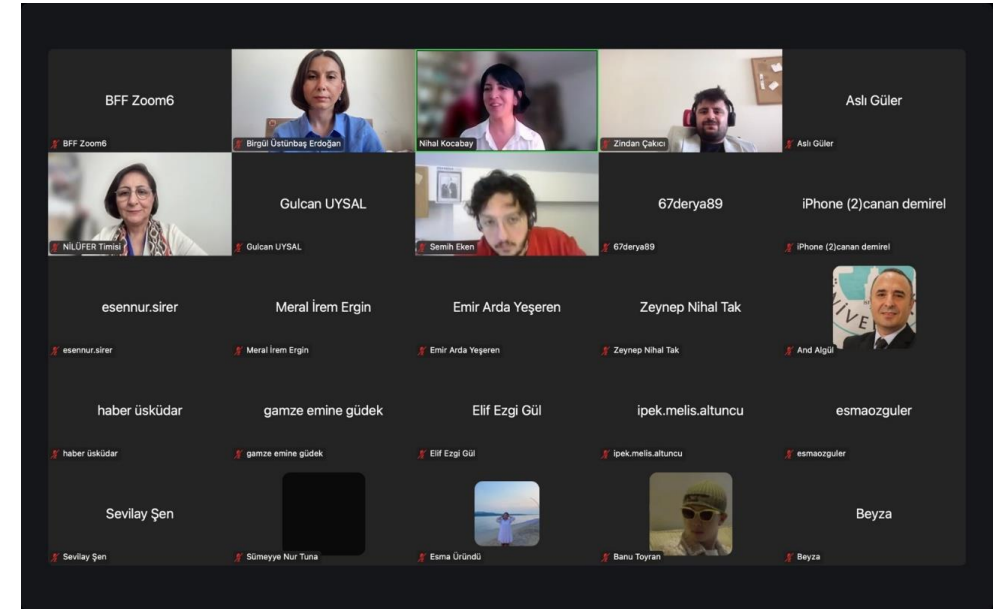 BFF Zoom6
BFF Zoom6
Birgül Üstünbaş Erdoğan
Nihal Kocabay
Zindan Çakıcı
Aslı Güler
Aslı Güler
NİLÜFER Timisi
Gulcan UYSAL
Gulcan UYSAL
Semih Eken
67derya89
67derya89
iPhone (2)canan demirel
iPhone (2)canan demirel
esennur.sirer
esennur.sirer
Meral İrem Ergin
Meral İrem Ergin
Emir Arda Yeşeren
Emir Arda Yeşeren
Zeynep Nihal Tak
Zeynep Nihal Tak
And Algül
haber üsküdar
haber üsküdar
gamze emine güdek
gamze emine güdek
Elif Ezgi Gül
Elif Ezgi Gül
ipek.melis.altuncu
ipek.melis.altuncu
esmaozguler
esmaozguler
Sevilay Şen
Sevilay Şen
Sümeyye Nur Tuna
Esma Üründü
Banu Toyran
Beyza
Beyza